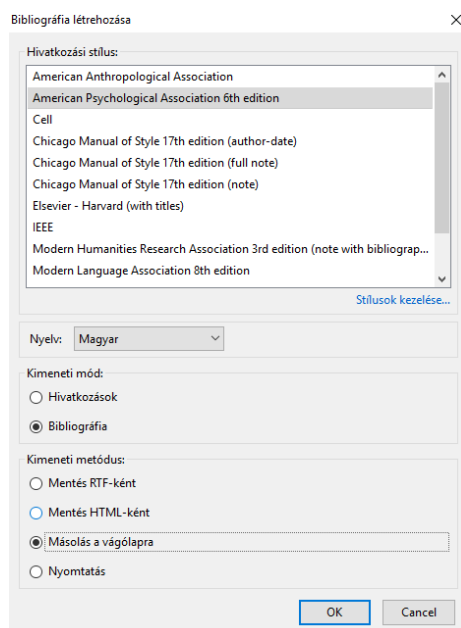 Bibliográfia létrehozása
Hivatkozási stílus:
American Anthropological Association
American Psychological Association 6th edition
Cell
Chicago Manual of Style 17th edition (author-date)
Chicago Manual of Style 17th edition (full note)
Chicago Manual of Style 17th edition (note)
Elsevier - Harvard (with titles)
IEEE
Modern Humanities Research Association 3rd edition (note with bibliograp...
Modern Language Association 8th edition
Stílusok kezelése...
Nyelv: Magyar
Kimeneti mód:
Hivatkozások
Bibliográfia
Kimeneti metódus:
Mentés RTF-ként
Mentés HTML-ként
Másolás a vágólapra
Nyomtatás
OK Cancel